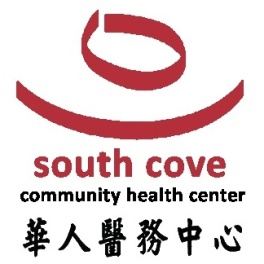 south cove
community health center
華人醫務中心